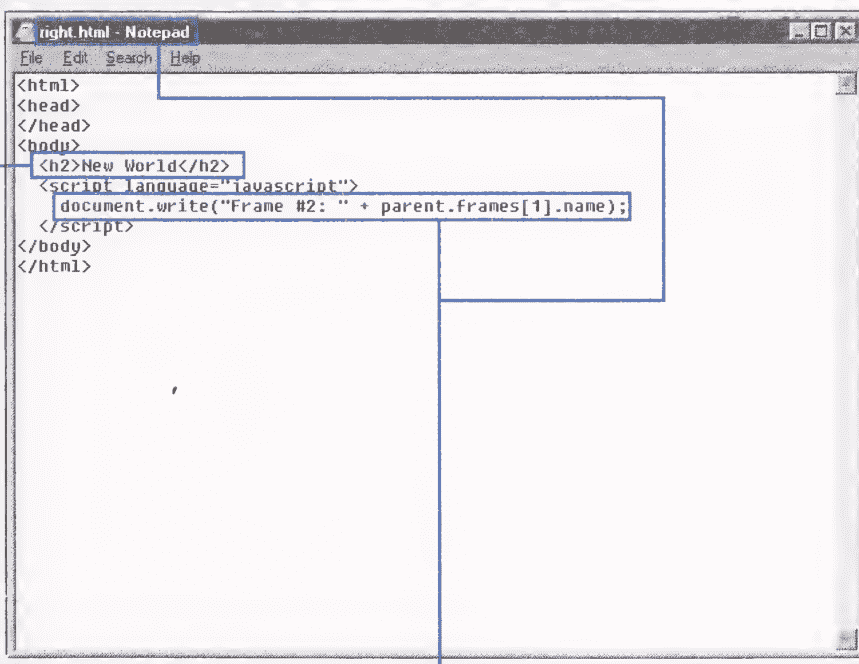 right.html - Notepad
File Edit Search Help
<html>
<head>
</head>
<body>
<h2>New World</h2>
<script language="javascript">
document.write("Frame #2: " + parent.frames[1].name);
</script>
</body>
</html>